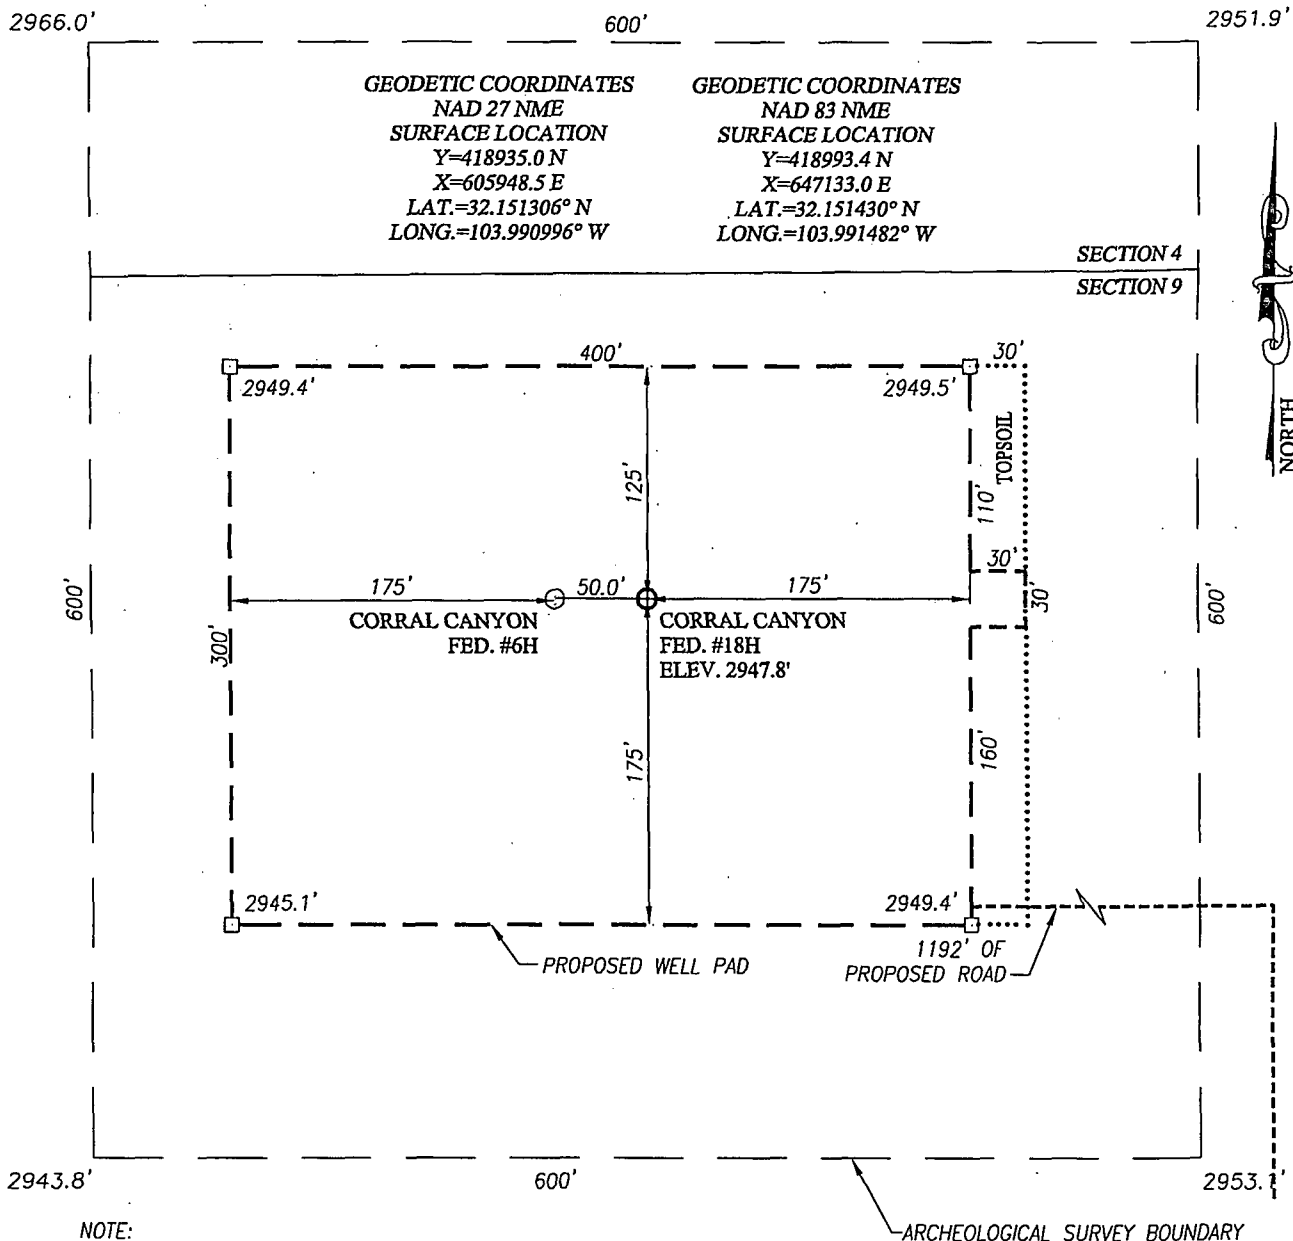 2966.0'
600'
2951.9'
GEODETIC COORDINATES
NAD 27 NME
SURFACE LOCATION
Y=418935.0 N
X=605948.5 E
LAT.=32.151306° N
LONG.=103.990996° W
GEODETIC COORDINATES
NAD 83 NME
SURFACE LOCATION
Y=418993.4 N
X=647133.0 E
LAT.=32.151430° N
LONG.=103.991482° W
SECTION 4
SECTION 9
NORTH
400'
30'
2949.4'
2949.5'
TOPSOIL
125'
110'
30'
175'
50.0'
175'
30'
600'
600'
300'
CORRAL CANYON
FED. #6H
CORRAL CANYON
FED. #18H
ELEV. 2947.8'
175'
160'
2945.1'
2949.4'
PROPOSED WELL PAD
1192' OF
PROPOSED ROAD
2943.8'
600'
2953.1'
NOTE:
ARCHEOLOGICAL SURVEY BOUNDARY